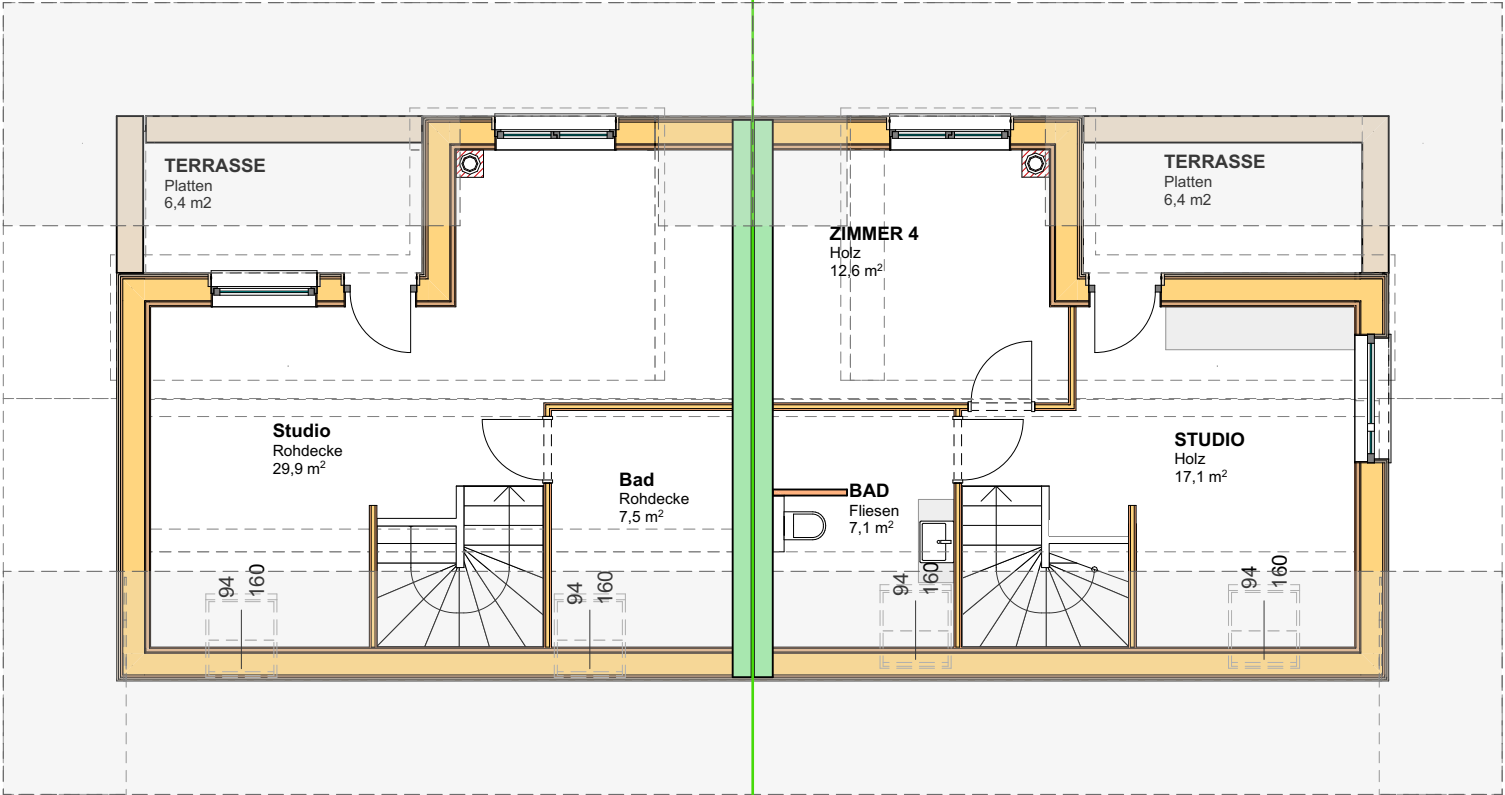 TERRASSE
Platten
6,4 m2
TERRASSE
Platten
6,4 m2
ZIMMER 4
Holz
12,6 m²
Studio
Rohdecke
29,9 m²
Bad
Rohdecke
7,5 m²
BAD
Fliesen
7,1 m²
STUDIO
Holz
17,1 m²
94
160
94
160
94
160
94
160